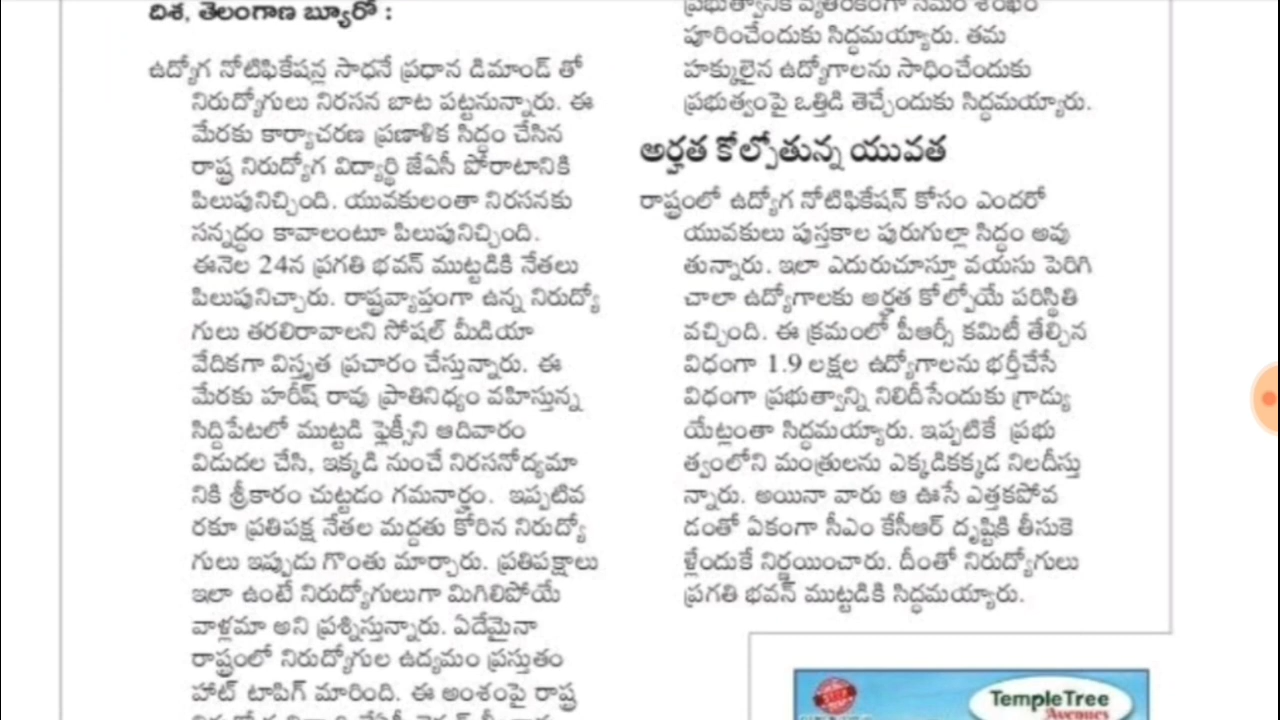 దిశ, తెలంగాణ బ్యూరో :
ఉద్యోగ నోటిఫికేషన్ల సాధనే ప్రధాన డిమాండ్ తో
నిరుద్యోగులు నిరసన బాట పట్టనున్నారు. ఈ
మేరకు కార్యాచరణ ప్రణాళిక సిద్దం చేసిన
రాష్ట్ర నిరుద్యోగ విద్యార్థి జేఏసీ పోరాటానికి
పిలుపునిచ్చింది. యువకులంతా నిరసనకు
సన్నద్దం కావాలంటూ పిలుపునిచ్చింది.
ఈనెల 24న ప్రగతి భవన్ ముట్టడికి నేతలు
పిలుపునిచ్చారు. రాష్ట్రవ్యాప్తంగా ఉన్న నిరుద్యో
గులు తరలిరావాలని సోషల్ మీడియా
వేదికగా విస్తృత ప్రచారం చేస్తున్నారు. ఈ
మేరకు హరీష్ రావు ప్రాతినిధ్యం వహిస్తున్న
సిద్దిపేటలో ముట్టడి ఫ్లెక్సీని ఆదివారం
విడుదల చేసి, ఇక్కడి నుంచే నిరసనోద్యమా
నికి శ్రీకారం చుట్టడం గమనార్హం. ఇప్పటివ
రకూ ప్రతిపక్ష నేతల మద్దతు కోరిన నిరుద్యో
గులు ఇప్పుడు గొంతు మార్చారు. ప్రతిపక్షాలు
ఇలా ఉంటే నిరుద్యోగులుగా మిగిలిపోయే
వాళ్లమా అని ప్రశ్నిస్తున్నారు. ఏదేమైనా
రాష్ట్రంలో నిరుద్యోగుల ఉద్యమం ప్రస్తుతం
హాట్ టాపిగ్ మారింది. ఈ అంశంపై రాష్ట్ర
ప్రభుత్వానికి వ్యతిరేకంగా సమర శంఖం
పూరించేందుకు సిద్ధమయ్యారు. తమ
హక్కులైన ఉద్యోగాలను సాధించేందుకు
ప్రభుత్వంపై ఒత్తిడి తెచ్చేందుకు సిద్ధమయ్యారు.
అర్హత కోల్పోతున్న యువత
రాష్ట్రంలో ఉద్యోగ నోటిఫికేషన్ కోసం ఎందరో
యువకులు పుస్తకాల పురుగుల్లా సిద్ధం అవు
తున్నారు. ఇలా ఎదురుచూస్తూ వయసు పెరిగి
చాలా ఉద్యోగాలకు అర్హత కోల్పోయే పరిస్థితి
వచ్చింది. ఈ క్రమంలో పీఆర్సీ కమిటీ తేల్చిన
విధంగా 1.9 లక్షల ఉద్యోగాలను భర్తీచేసే
విధంగా ప్రభుత్వాన్ని నిలిదీసేందుకు గ్రాడ్యు
యేట్లంతా సిద్ధమయ్యారు. ఇప్పటికే ప్రభు
త్వంలోని మంత్రులను ఎక్కడికక్కడ నిలదీస్తు
న్నారు. అయినా వారు ఆ ఊసే ఎత్తకపోవ
డంతో ఏకంగా సీఎం కేసీఆర్ దృష్టికి తీసుకె
ళ్లేందుకే నిర్ణయించారు. దీంతో నిరుద్యోగులు
ప్రగతి భవన్ ముట్టడికి సిద్ధమయ్యారు.
TempleTree
Avenues